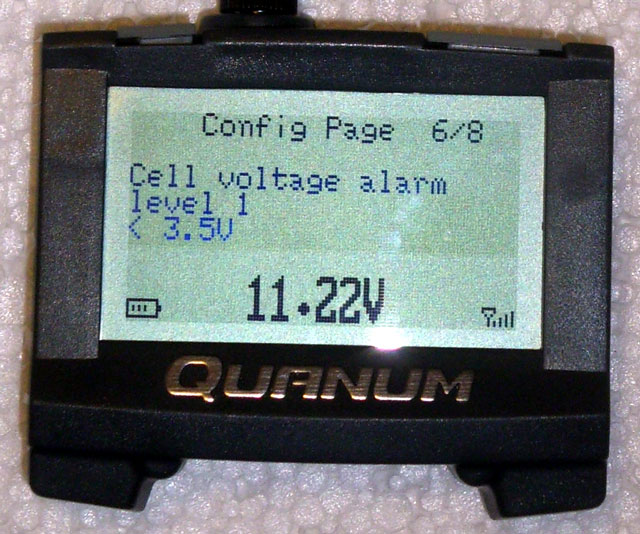 Config Page 6/8
Cell voltage alarm
level 1
< 3.5V
11.22V
QUANUM